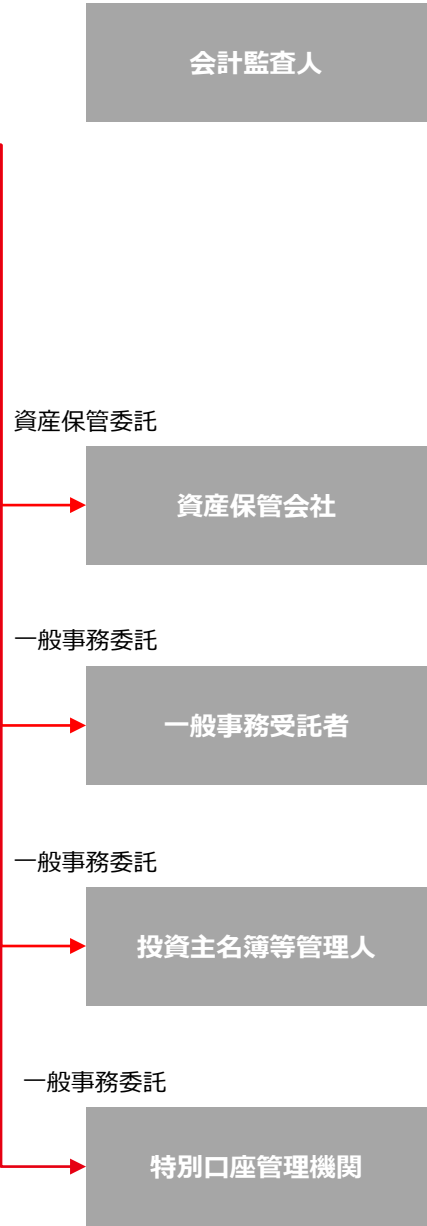 会計監査人
資産保管委託
資産保管会社
一般事務委託
一般事務受託者
一般事務委託
投資主名簿等管理人
一般事務委託
特別口座管理機関